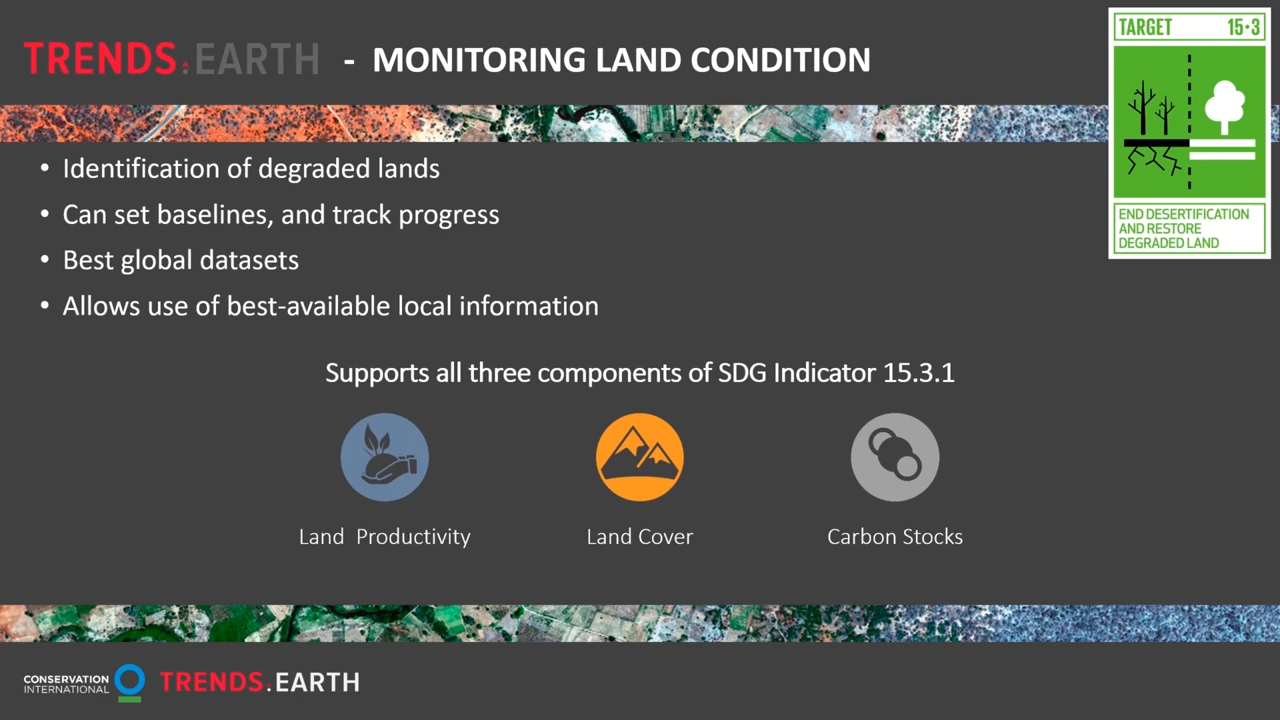 TRENDS.EARTH - MONITORING LAND CONDITION
TARGET 15·3
END DESERTIFICATION
AND RESTORE
DEGRADED LAND
• Identification of degraded lands
• Can set baselines, and track progress
• Best global datasets
• Allows use of best-available local information
Supports all three components of SDG Indicator 15.3.1
Land Productivity
Land Cover
Carbon Stocks
CONSERVATION
INTERNATIONAL
TRENDS.EARTH